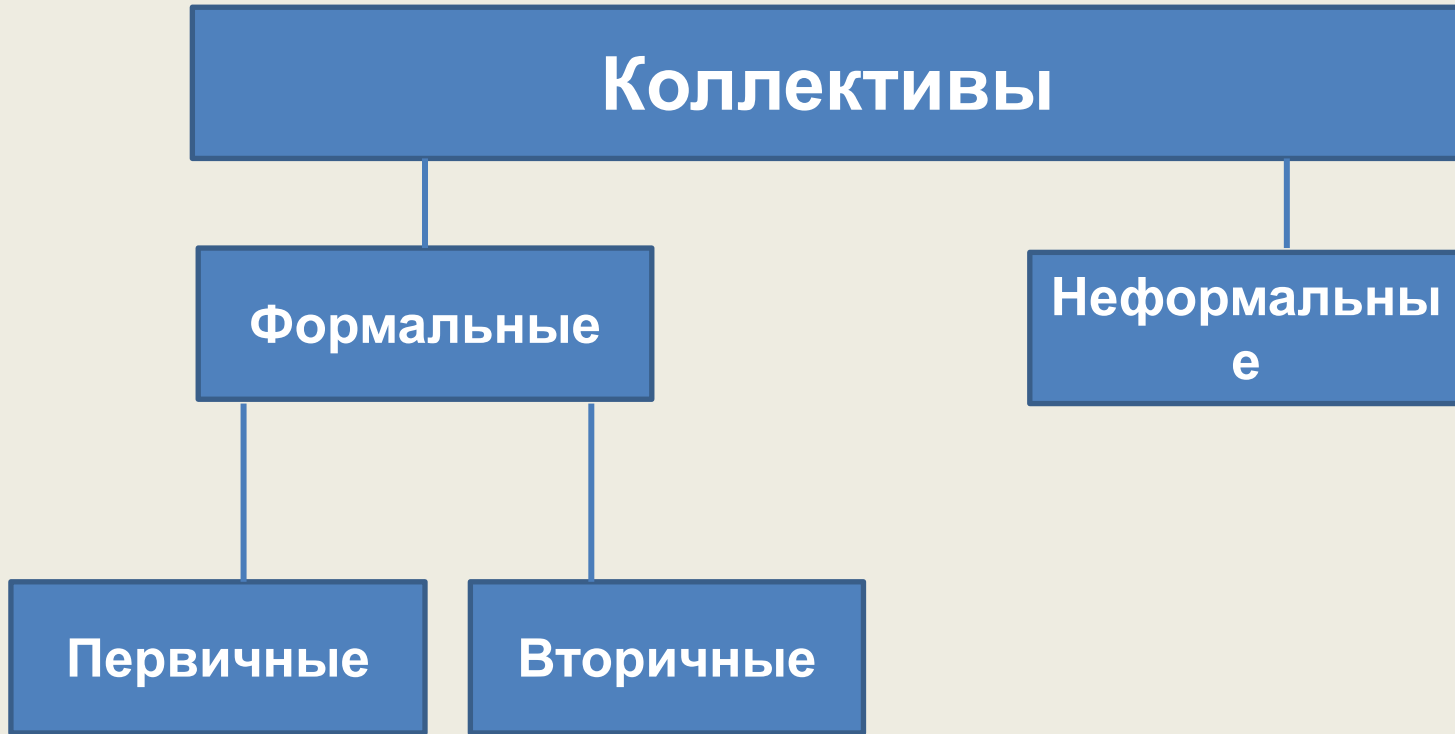 Коллективы
Формальные
Неформальны
е
Первичные
Вторичные